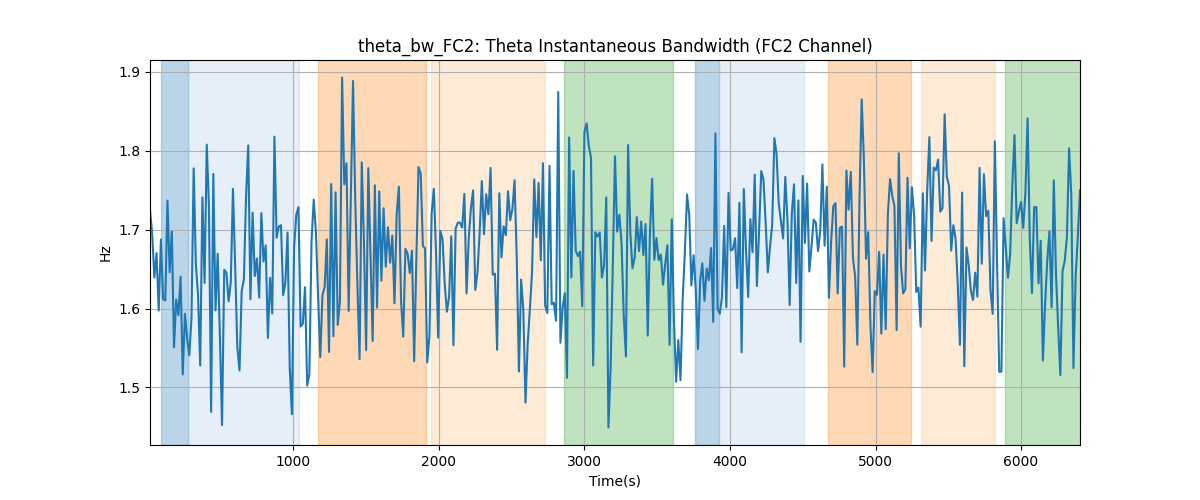 theta_bw_FC2: Theta Instantaneous Bandwidth (FC2 Channel)
Hz
1.9
1.8
1.7
1.6
1.5
1000 2000 3000 4000 5000 6000
Time(s)